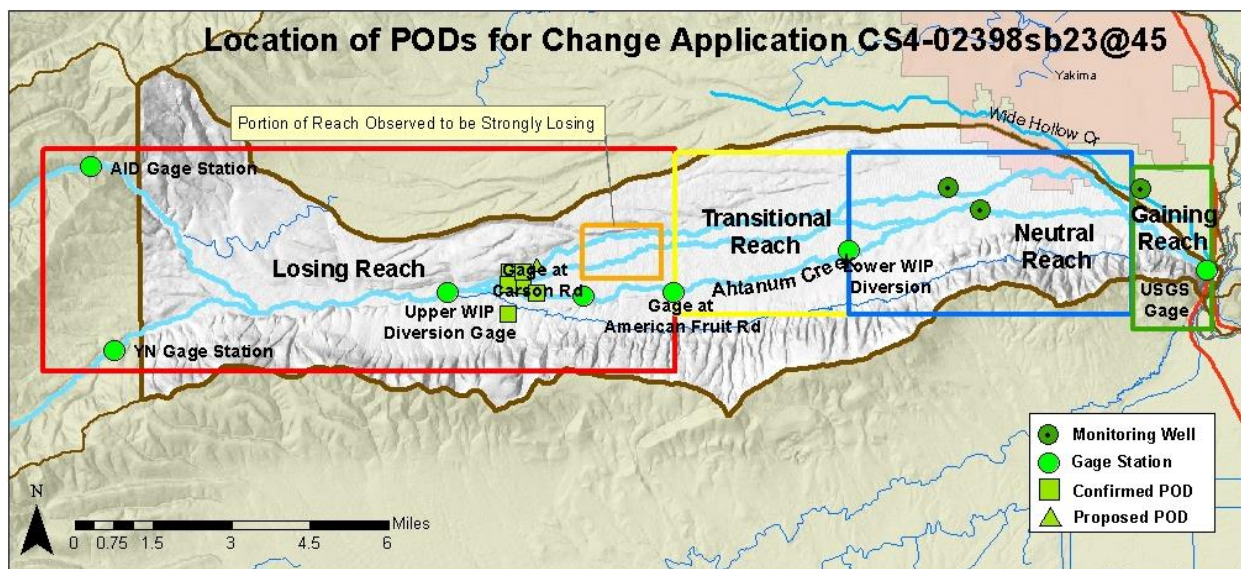 Location of PODs for Change Application CS4-02398sb23@45
Yakima
Portion of Reach Observed to be Strongly Losing
Wide Hollow Cr
AID Gage Station
Transitional
Reach
Gaining
Reach
Losing Reach
Neutral
Reach
Gage at
Carson Rd
Ahtanum Creek
Lower WIP
Diversion
USGS
Gage
Upper WIP
Diversion Gage
Gage at
American Fruit Rd
YN Gage Station
Monitoring Well
Gage Station
Confirmed POD
Proposed POD
N
Miles
0 0.75 1.5 3 4.5 6